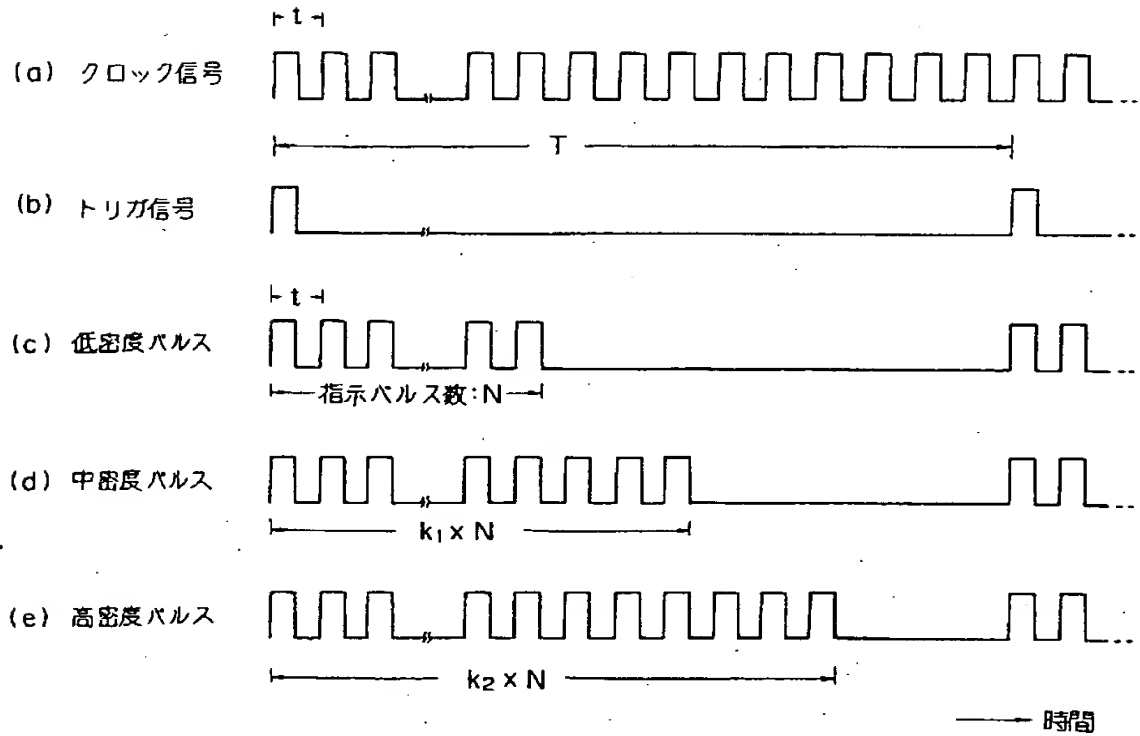 t
(a) クロック信号
T
(b) トリガ信号
t
(c) 低密度パルス
指示パルス数:N
(d) 中密度パルス
k₁ × N
(e) 高密度パルス
k₂ × N
時間